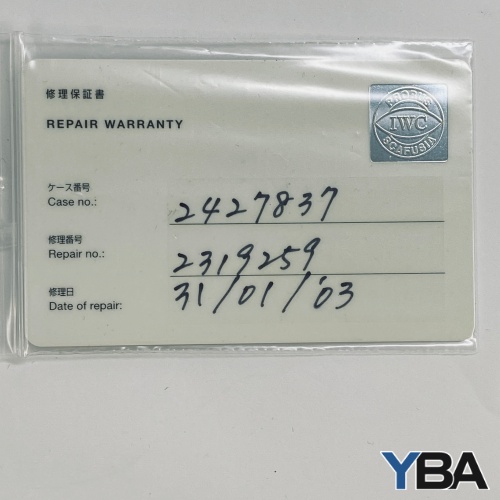 修理保証書
REPAIR WARRANTY
PROBUS
IWC
SCAFUSIA
ケース番号
Case no.: 2427837
修理番号
Repair no.: 2319259
修理日
Date of repair: 31/01/'03
YBA